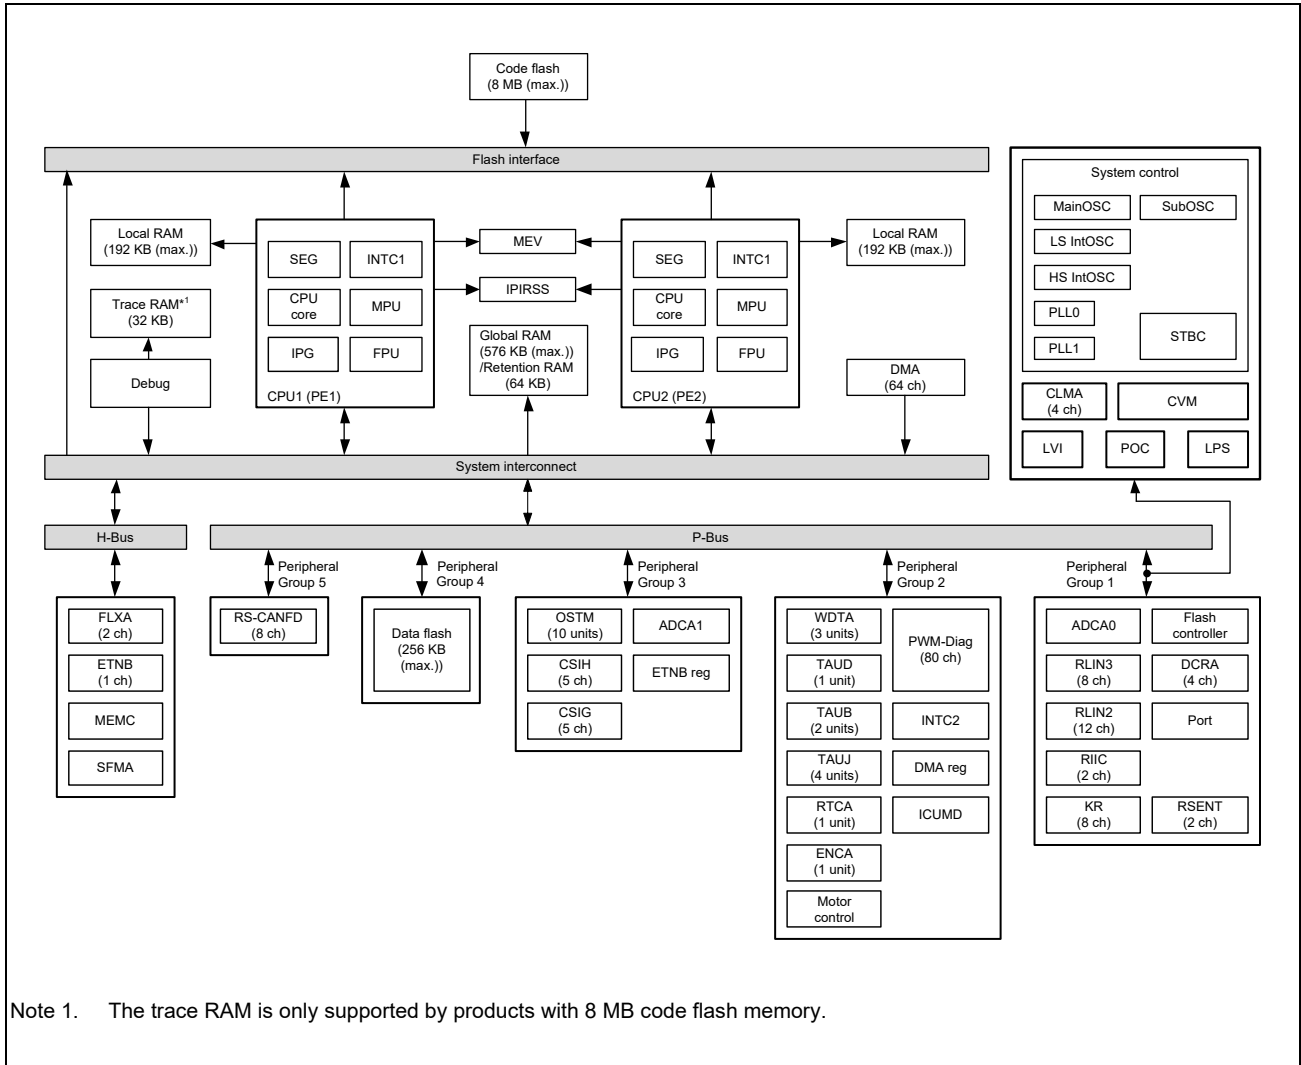 Code flash
(8 MB (max.))
Flash interface
Local RAM
(192 KB (max.))
Trace RAM*1
(32 KB)
Debug
SEG
INTC1
CPU
core
MPU
IPG
FPU
CPU1 (PE1)
MEV
IPIRSS
Global RAM
(576 KB (max.))
/Retention RAM
(64 KB)
SEG
INTC1
CPU
core
MPU
IPG
FPU
CPU2 (PE2)
Local RAM
(192 KB (max.))
DMA
(64 ch)
System control
MainOSC
SubOSC
LS IntOSC
HS IntOSC
PLL0
PLL1
STBC
CLMA
(4 ch)
CVM
LVI
POC
LPS
System interconnect
H-Bus
P-Bus
FLXA
(2 ch)
ETNB
(1 ch)
MEMC
SFMA
Peripheral
Group 5
RS-CANFD
(8 ch)
Peripheral
Group 4
Data flash
(256 KB
(max.))
Peripheral
Group 3
OSTM
(10 units)
ADCA1
CSIH
(5 ch)
ETNB reg
CSIG
(5 ch)
Peripheral
Group 2
WDTA
(3 units)
PWM-Diag
(80 ch)
TAUD
(1 unit)
TAUB
(2 units)
INTC2
TAUJ
(4 units)
DMA reg
RTCA
(1 unit)
ICUMD
ENCA
(1 unit)
Motor
control
Peripheral
Group 1
ADCA0
Flash
controller
RLIN3
(8 ch)
DCRA
(4 ch)
RLIN2
(12 ch)
Port
RIIC
(2 ch)
KR
(8 ch)
RSENT
(2 ch)
Note 1. The trace RAM is only supported by products with 8 MB code flash memory.